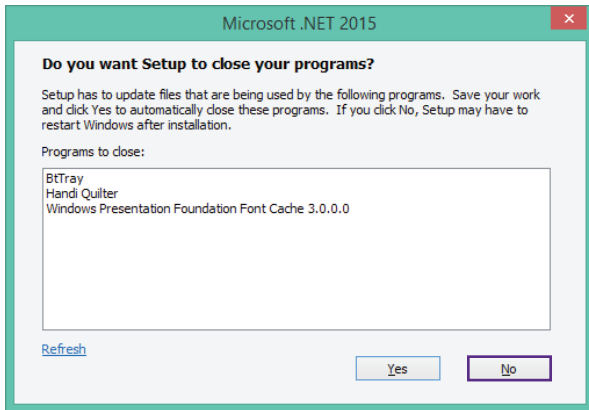 Microsoft .NET 2015
Do you want Setup to close your programs?
Setup has to update files that are being used by the following programs. Save your work
and click Yes to automatically close these programs. If you click No, Setup may have to
restart Windows after installation.
Programs to close:
BtTray
Handi Quilter
Windows Presentation Foundation Font Cache 3.0.0.0
Refresh
Yes No